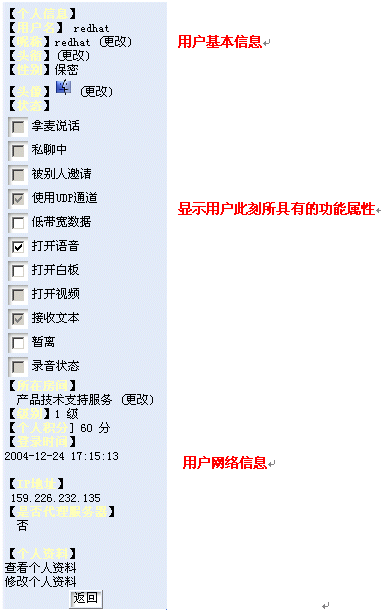 【个人信息】
【用户名】 redhat
【昵称】redhat (更改)
用户基本信息
【头衔】(更改)
【性别】保密
【头像】 (更改)
【状态】
拿麦说话
私聊中
被别人邀请
使用UDP通道
显示用户此刻所具有的功能属性
低带宽数据
打开语音
打开白板
打开视频
接收文本
暂离
录音状态
【所在房间】
产品技术支持服务 (更改)
【级别】1 级
【个人积分】60 分
【登录时间】
2004-12-24 17:15:13
用户网络信息
【IP地址】
159.226.232.135
【是否代理服务器】
否
【个人资料】
查看个人资料
修改个人资料
返回